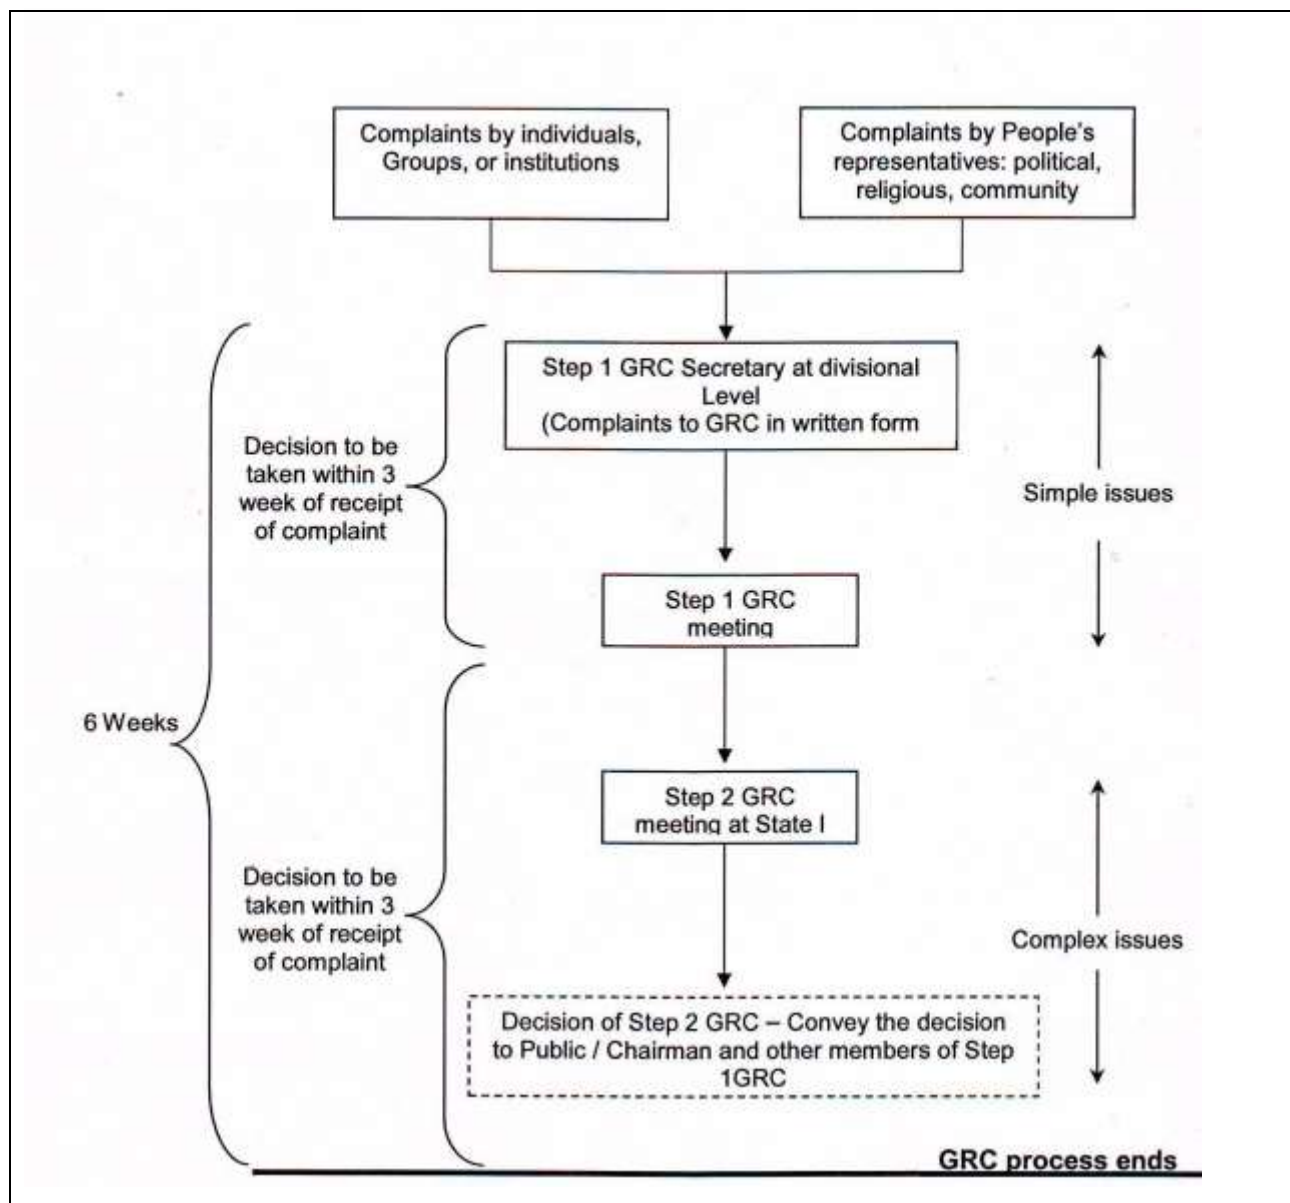 Complaints by individuals,
Groups, or institutions
Complaints by People's
representatives: political,
religious, community
Step 1 GRC Secretary at divisional
Level
(Complaints to GRC in written form
Decision to be
taken within 3
week of receipt
of complaint
Simple issues
Step 1 GRC
meeting
6 Weeks
Step 2 GRC
meeting at State l
Decision to be
taken within 3
week of receipt
of complaint
Complex issues
Decision of Step 2 GRC – Convey the decision
to Public / Chairman and other members of Step
1GRC
GRC process ends